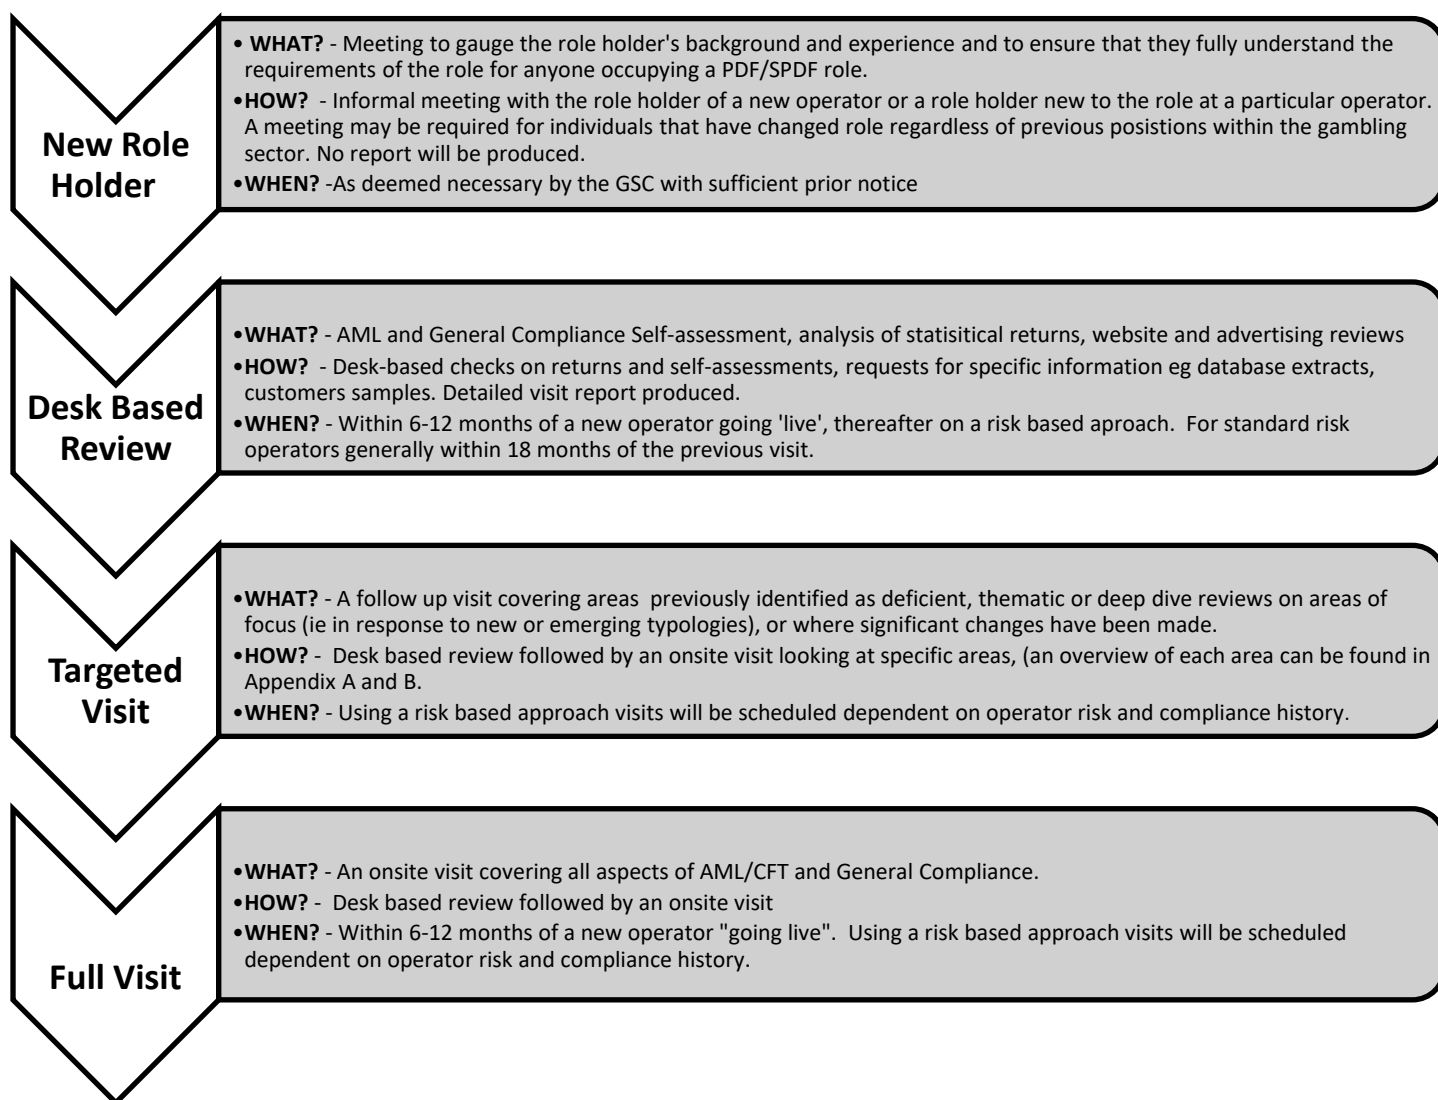 • WHAT? - Meeting to gauge the role holder's background and experience and to ensure that they fully understand the
requirements of the role for anyone occupying a PDF/SPDF role.
•HOW?  - Informal meeting with the role holder of a new operator or a role holder new to the role at a particular operator.
A meeting may be required for individuals that have changed role regardless of previous posistions within the gambling
sector. No report will be produced.
•WHEN? -As deemed necessary by the GSC with sufficient prior notice
New Role
Holder
•WHAT? - AML and General Compliance Self-assessment, analysis of statisitical returns, website and advertising reviews
•HOW?  - Desk-based checks on returns and self-assessments, requests for specific information eg database extracts,
customers samples. Detailed visit report produced.
•WHEN? - Within 6-12 months of a new operator going 'live', thereafter on a risk based aproach.  For standard risk
operators generally within 18 months of the previous visit.
Desk Based
Review
•WHAT? - A follow up visit covering areas  previously identified as deficient, thematic or deep dive reviews on areas of
focus (ie in response to new or emerging typologies), or where significant changes have been made.
•HOW? -  Desk based review followed by an onsite visit looking at specific areas, (an overview of each area can be found in
Appendix A and B.
•WHEN? - Using a risk based approach visits will be scheduled dependent on operator risk and compliance history.
Targeted
Visit
•WHAT? - An onsite visit covering all aspects of AML/CFT and General Compliance.
•HOW? -  Desk based review followed by an onsite visit
•WHEN? - Within 6-12 months of a new operator "going live".  Using a risk based approach visits will be scheduled
dependent on operator risk and compliance history.
Full Visit